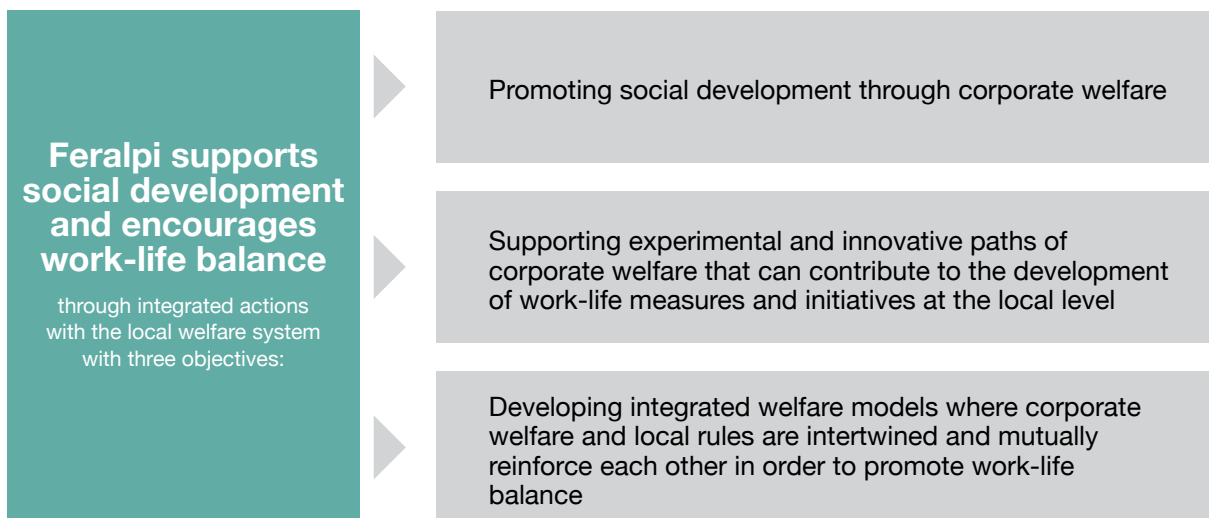 Feralpi supports
social development
and encourages
work-life balance
through integrated actions
with the local welfare system
with three objectives:
Promoting social development through corporate welfare
Supporting experimental and innovative paths of
corporate welfare that can contribute to the development
of work-life measures and initiatives at the local level
Developing integrated welfare models where corporate
welfare and local rules are intertwined and mutually
reinforce each other in order to promote work-life
balance